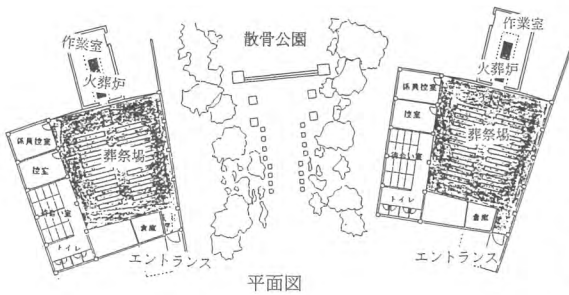 作業室
火葬炉
係員控室
控室
葬祭場
トイレ
倉庫
エントランス
散骨公園
作業室
火葬炉
係員控室
控室
葬祭場
トイレ
倉庫
エントランス
平面図